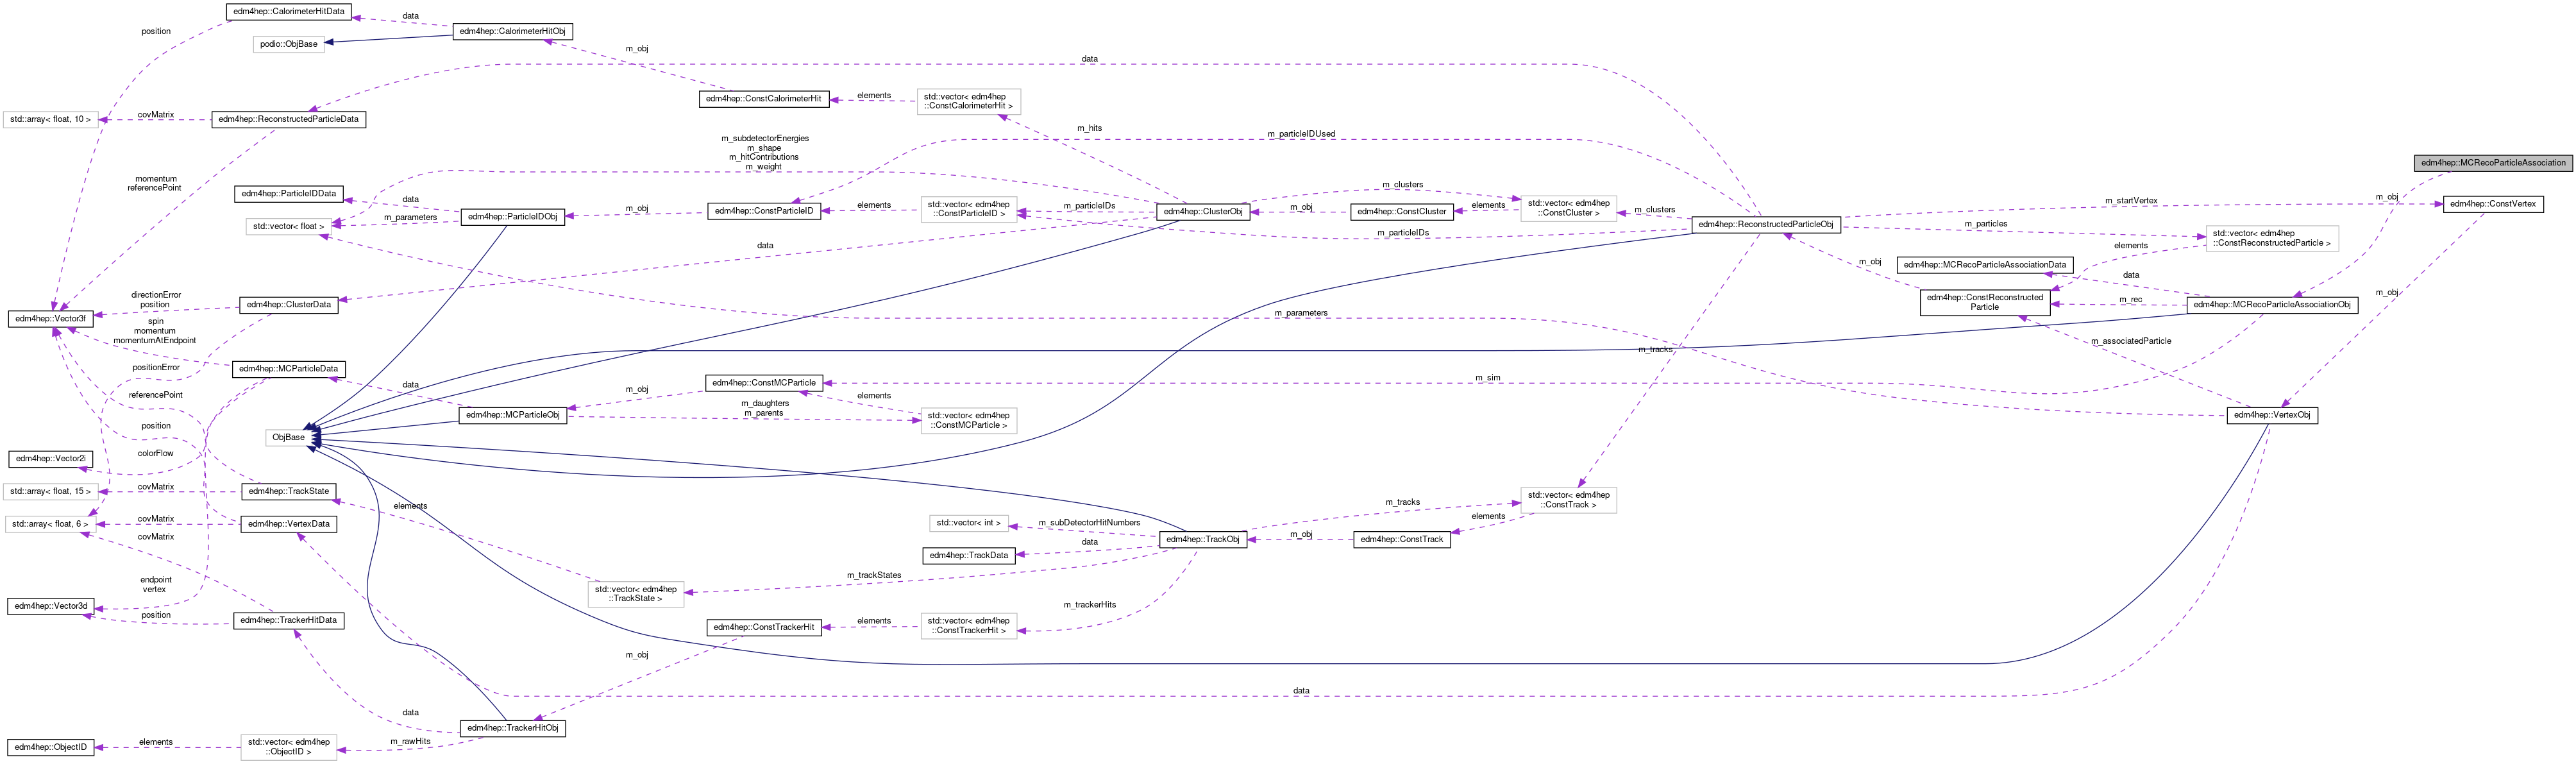 edm4hep::CalorimeterHitData
data
position
edm4hep::CalorimeterHitObj
podio::ObjBase
m_obj
data
edm4hep::ConstCalorimeterHit
elements
std::vector< edm4hep
::ConstCalorimeterHit >
std::array< float, 10 >
covMatrix
edm4hep::ReconstructedParticleData
m_hits
m_particleIDUsed
m_subdetectorEnergies
m_shape
m_hitContributions
m_weight
edm4hep::MCRecoParticleAssociation
momentum
referencePoint
edm4hep::ParticleIDData
data
m_parameters
std::vector< float >
edm4hep::ParticleIDObj
m_obj
edm4hep::ConstParticleID
elements
std::vector< edm4hep
::ConstParticleID >
m_particleIDs
edm4hep::ClusterObj
m_clusters
m_obj
edm4hep::ConstCluster
elements
std::vector< edm4hep
::ConstCluster >
m_clusters
m_particleIDs
edm4hep::ReconstructedParticleObj
m_startVertex
m_particles
m_obj
edm4hep::ConstVertex
std::vector< edm4hep
::ConstReconstructedParticle >
elements
data
m_obj
edm4hep::MCRecoParticleAssociationData
data
edm4hep::ConstReconstructed
Particle
m_rec
edm4hep::MCRecoParticleAssociationObj
m_obj
directionError
position
edm4hep::ClusterData
edm4hep::Vector3f
spin
momentum
momentumAtEndpoint
m_parameters
m_associatedParticle
m_tracks
positionError
edm4hep::MCParticleData
data
m_obj
edm4hep::ConstMCParticle
m_sim
referencePoint
edm4hep::MCParticleObj
m_daughters
m_parents
elements
std::vector< edm4hep
::ConstMCParticle >
edm4hep::VertexObj
position
ObjBase
colorFlow
edm4hep::Vector2i
std::array< float, 15 >
covMatrix
edm4hep::TrackState
elements
m_tracks
std::vector< edm4hep
::ConstTrack >
std::array< float, 6 >
covMatrix
edm4hep::VertexData
std::vector< int >
m_subDetectorHitNumbers
elements
covMatrix
edm4hep::TrackData
data
edm4hep::TrackObj
m_obj
edm4hep::ConstTrack
endpoint
vertex
std::vector< edm4hep
::TrackState >
m_trackStates
edm4hep::Vector3d
position
edm4hep::TrackerHitData
m_trackerHits
edm4hep::ConstTrackerHit
elements
std::vector< edm4hep
::ConstTrackerHit >
m_obj
data
data
edm4hep::TrackerHitObj
edm4hep::ObjectID
elements
std::vector< edm4hep
::ObjectID >
m_rawHits